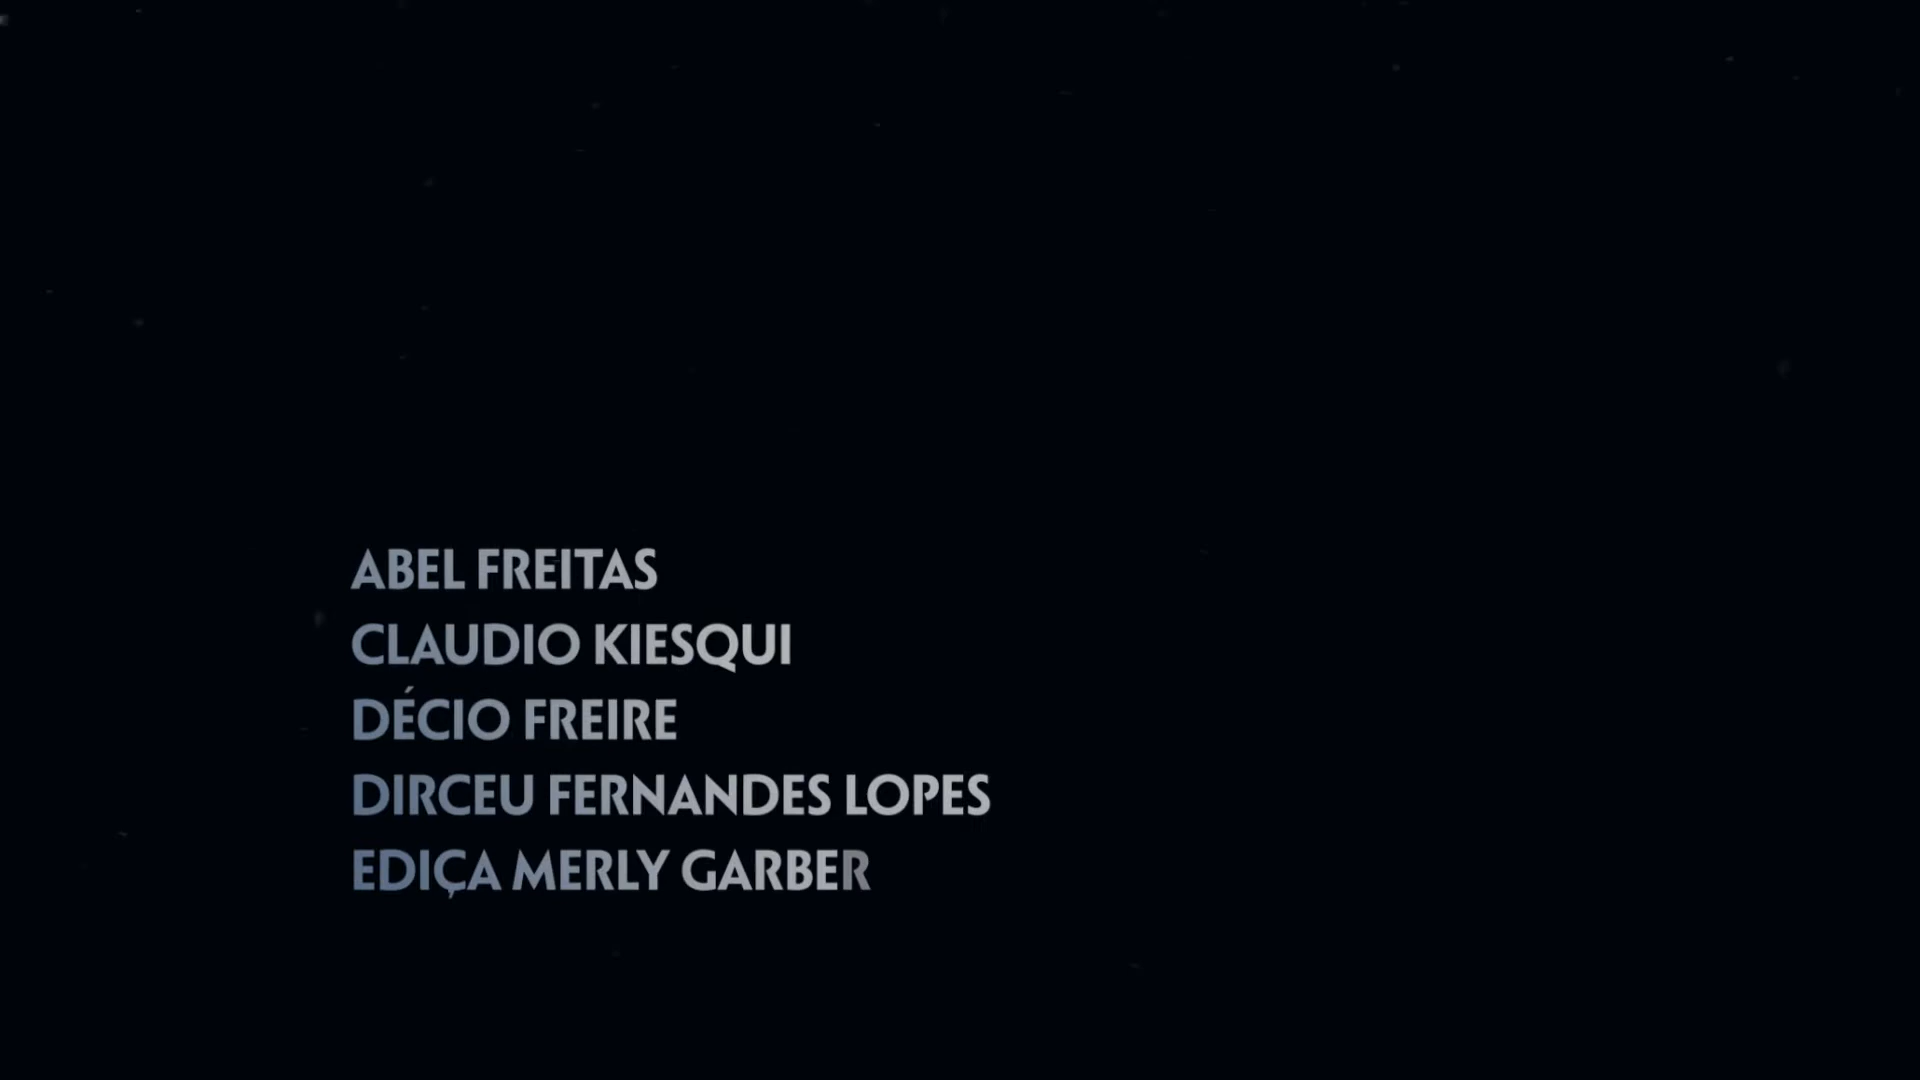 ABEL FREITAS
CLAUDIO KIESQUI
DÉCIO FREIRE
DIRCEU FERNANDES LOPES
EDIÇA MERLY GARBER